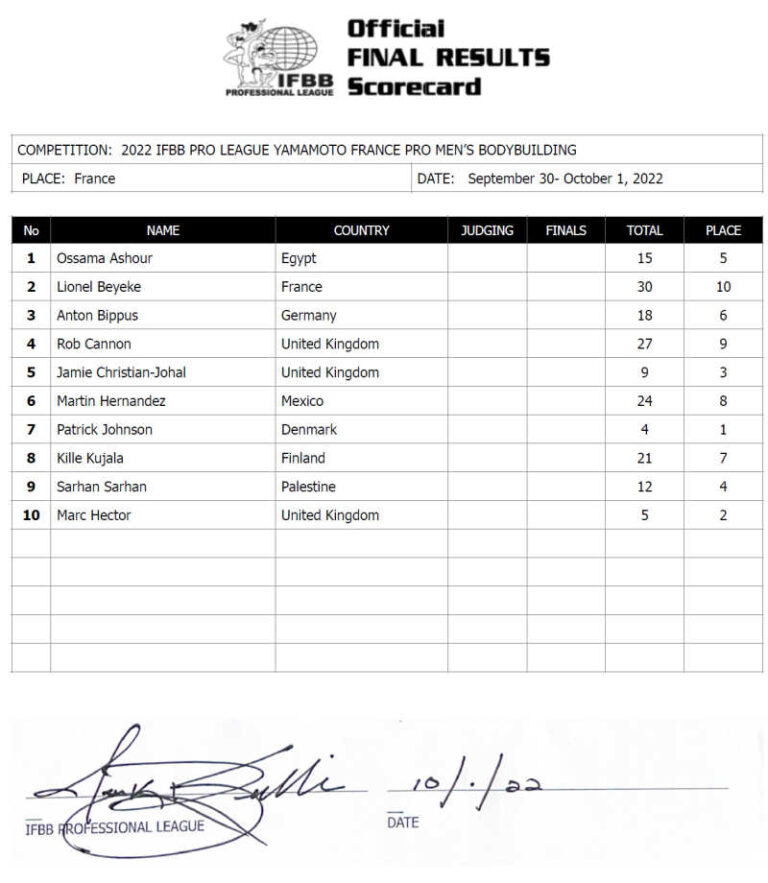 Official
FINAL RESULTS
Scorecard
IFBB
PROFESSIONAL LEAGUE
COMPETITION: 2022 IFBB PRO LEAGUE YAMAMOTO FRANCE PRO MEN'S BODYBUILDING
PLACE: France DATE: September 30- October 1, 2022
No NAME COUNTRY JUDGING FINALS TOTAL PLACE
1 Ossama Ashour Egypt 15 5
2 Lionel Beyeke France 30 10
3 Anton Bippus Germany 18 6
4 Rob Cannon United Kingdom 27 9
5 Jamie Christian-Johal United Kingdom 9 3
6 Martin Hernandez Mexico 24 8
7 Patrick Johnson Denmark 4 1
8 Kille Kujala Finland 21 7
9 Sarhan Sarhan Palestine 12 4
10 Marc Hector United Kingdom 5 2
10/1/22
IFBB PROFESSIONAL LEAGUE DATE